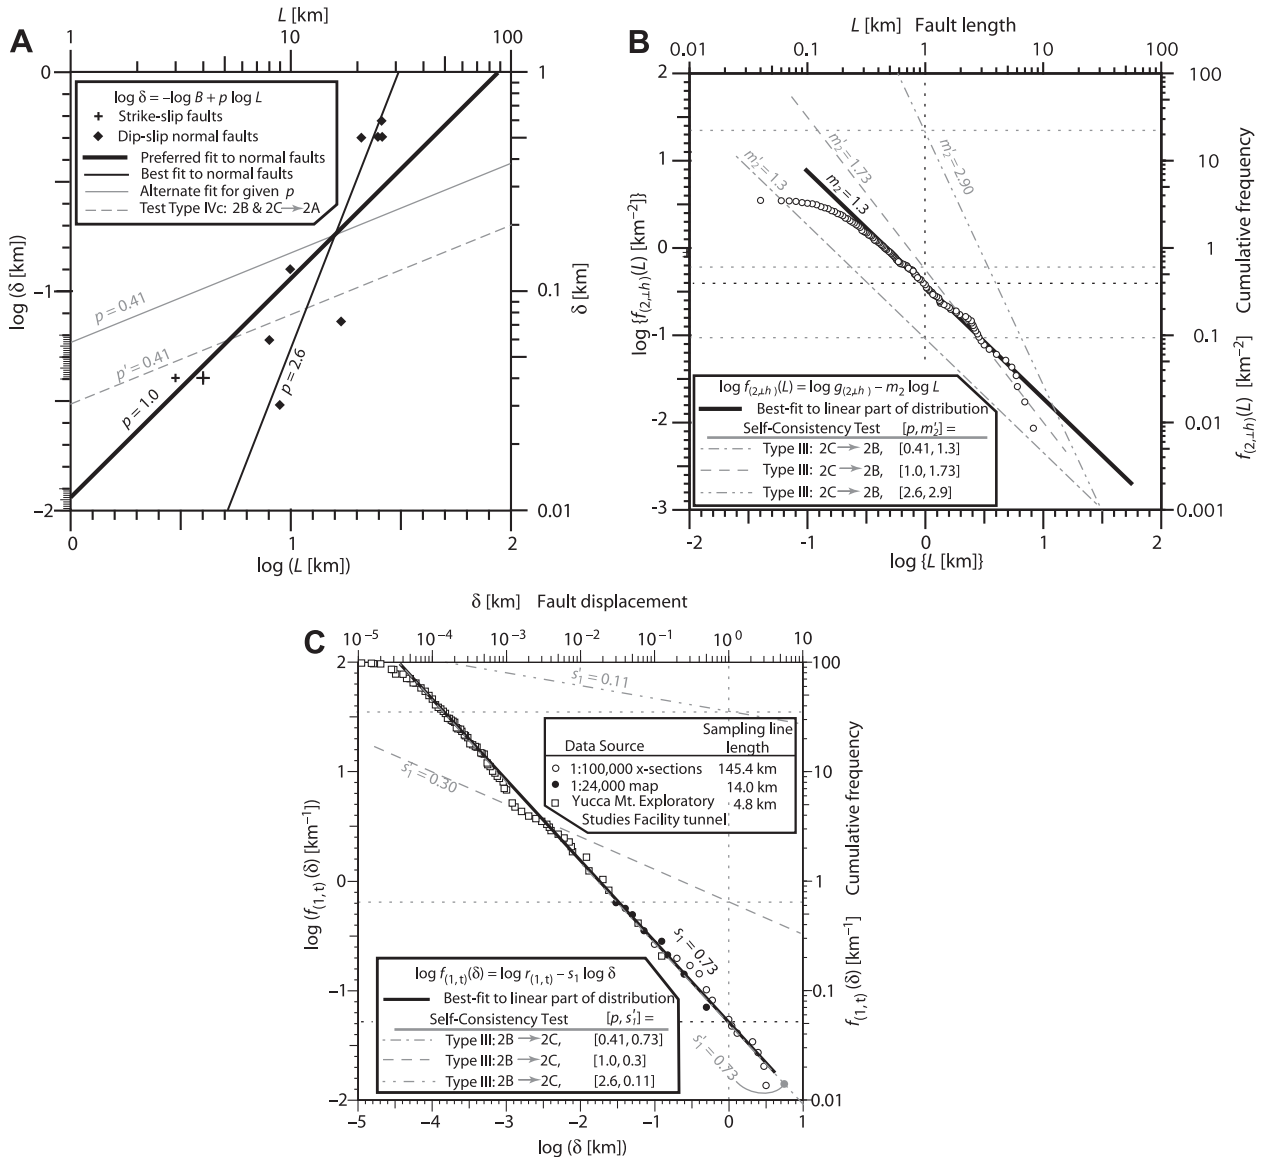 A
L [km]
1 10 100
0
−1
−2
log (δ [km])
1
0.1
0.01
δ [km]
log δ = −log B + p log L
Strike-slip faults
Dip-slip normal faults
Preferred fit to normal faults
Best fit to normal faults
Alternate fit for given p
Test Type IVc: 2B & 2C → 2A
p = 0.41
p′ = 0.41
p = 1.0
p = 2.6
0 1 2
log (L [km])
B
L [km] Fault length
0.01 0.1 1 10 100
2
1
0
−1
−2
−3
log {f(2,⊥h)(L) [km⁻²]}
100
10
1
0.1
0.01
0.001
Cumulative frequency
f(2,⊥h)(L) [km⁻²]
m′2 = 1.3
m′2 = 1.73
m2 = 1.3
m′2 = 2.90
log f(2,⊥h)(L) = log g(2,⊥h) − m2 log L
Best-fit to linear part of distribution
Self-Consistency Test [p, m′2] =
Type III: 2C → 2B, [0.41, 1.3]
Type III: 2C → 2B, [1.0, 1.73]
Type III: 2C → 2B, [2.6, 2.9]
-2 -1 0 1 2
log {L [km]}
C
δ [km] Fault displacement
10⁻⁵ 10⁻⁴ 10⁻³ 10⁻² 10⁻¹ 10⁰ 10
2
1
0
−1
−2
log (f(1,t)(δ) [km⁻¹])
100
10
1
0.1
0.01
Cumulative frequency
f(1,t)(δ) [km⁻¹]
s′1 = 0.11
s′1 = 0.30
s1 = 0.73
s′1 = 0.73
Sampling line
Data Source length
1:100,000 x-sections 145.4 km
1:24,000 map 14.0 km
Yucca Mt. Exploratory 4.8 km
Studies Facility tunnel
log f(1,t)(δ) = log r(1,t) − s1 log δ
Best-fit to linear part of distribution
Self-Consistency Test [p, s′1] =
Type III: 2B → 2C, [0.41, 0.73]
Type III: 2B → 2C, [1.0, 0.3]
Type III: 2B → 2C, [2.6, 0.11]
−5 −4 −3 −2 −1 0 1
log (δ [km])